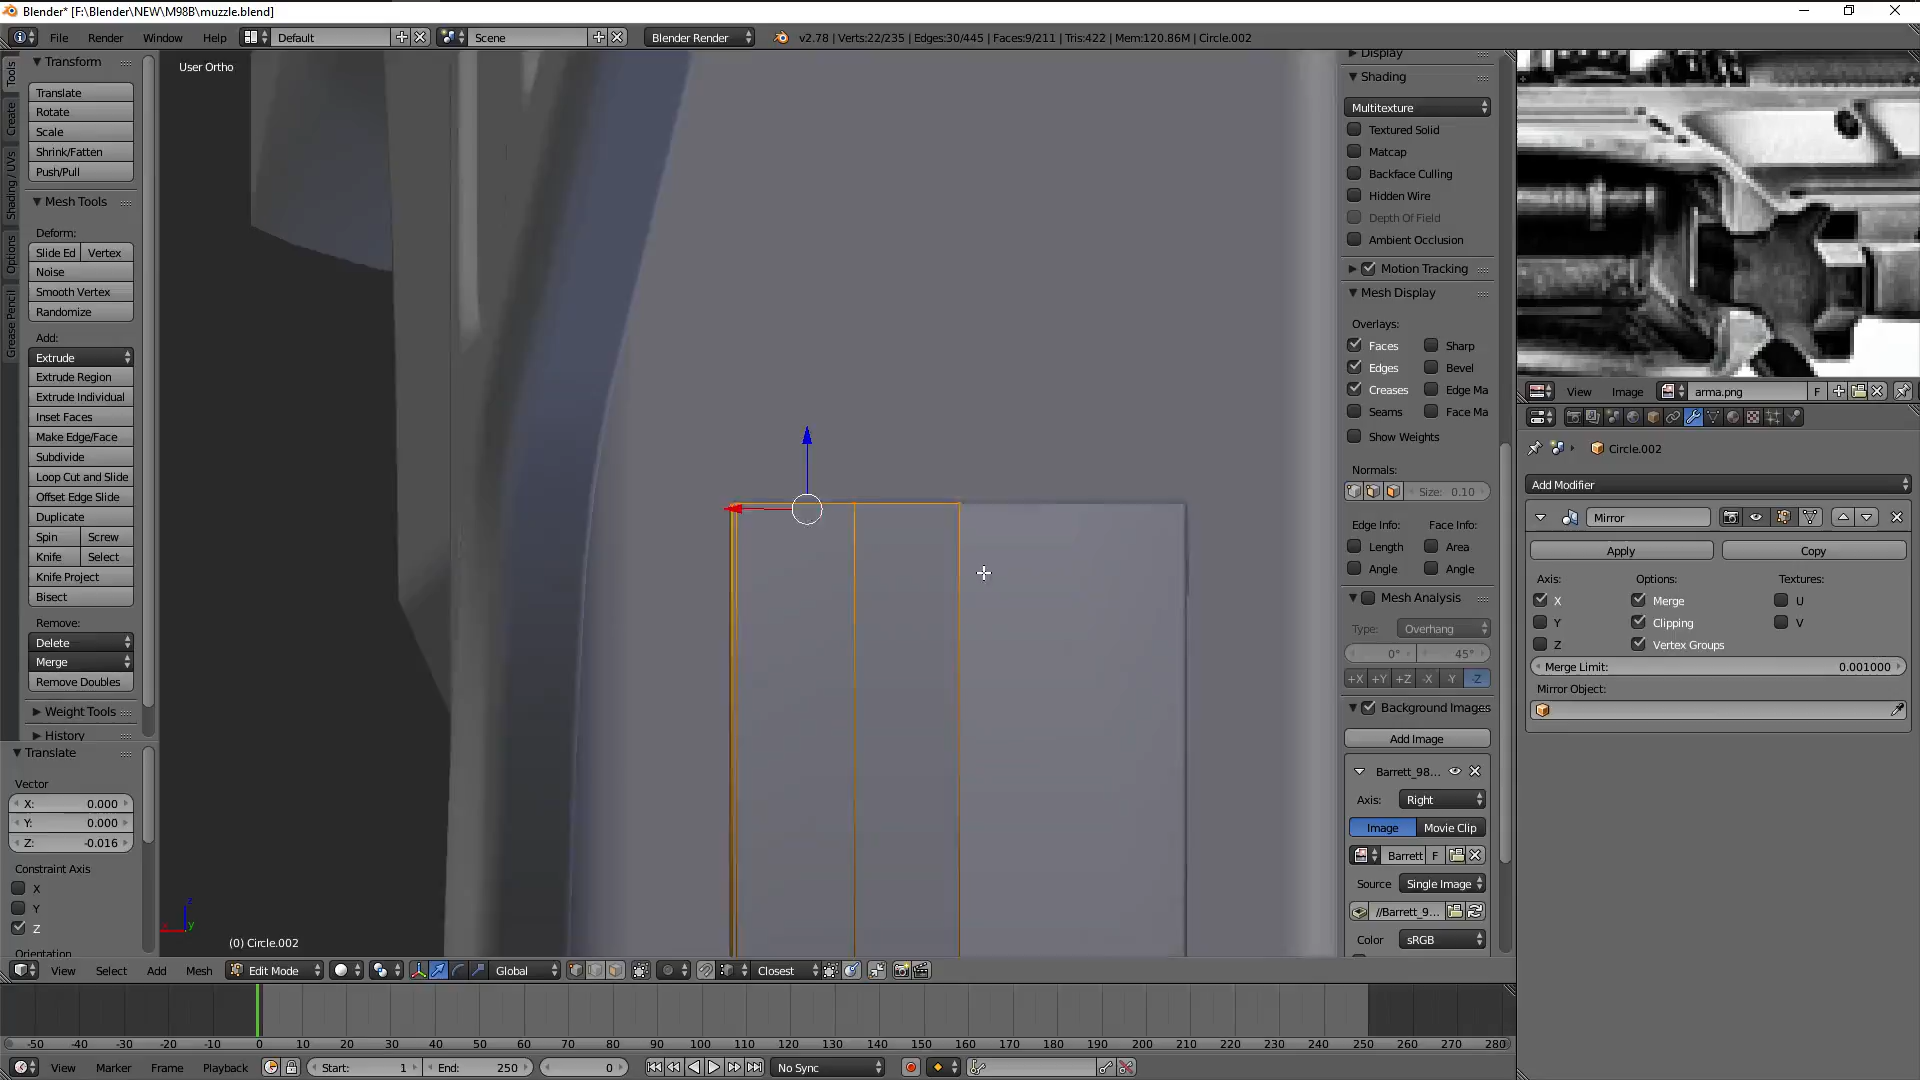 Blender* [F:\Blender\NEW\M98B\muzzle.blend]
File Render Window Help Default Scene Blender Render v2.78 | Verts:22/235 | Edges:30/445 | Faces:9/211 | Tris:422 | Mem:120.86M | Circle.002
Tools
Create
Shading / UVs
Options
Grease Pencil
Transform
Translate
Rotate
Scale
Shrink/Fatten
Push/Pull
Mesh Tools
Deform:
Slide Ed Vertex
Noise
Smooth Vertex
Randomize
Add:
Extrude
Extrude Region
Extrude Individual
Inset Faces
Make Edge/Face
Subdivide
Loop Cut and Slide
Offset Edge Slide
Duplicate
Spin Screw
Knife Select
Knife Project
Bisect
Remove:
Delete
Merge
Remove Doubles
Weight Tools
History
Translate
Vector
X: 0.000
Y: 0.000
Z: -0.016
Constraint Axis
X
Y
Z
Orientation
User Ortho
(0) Circle.002
Display
Shading
Multitexture
Textured Solid
Matcap
Backface Culling
Hidden Wire
Depth Of Field
Ambient Occlusion
Motion Tracking
Mesh Display
Overlays:
Faces Sharp
Edges Bevel
Creases Edge Ma
Seams Face Ma
Show Weights
Normals:
Size: 0.10
Edge Info: Face Info:
Length Area
Angle Angle
Mesh Analysis
Type: Overhang
0° 45°
+X +Y +Z -X -Y -Z
Background Images
Add Image
Barrett_98...
Axis: Right
Image Movie Clip
Barrett F
Source Single Image
//Barrett_9...
Color sRGB
View Image arma.png F
Circle.002
Add Modifier
Mirror
Apply Copy
Axis: Options: Textures:
X Merge U
Y Clipping V
Z Vertex Groups
Merge Limit: 0.001000
Mirror Object:
View Select Add Mesh Edit Mode Global Closest
-50 -40 -30 -20 -10 0 10 20 30 40 50 60 70 80 90 100 110 120 130 140 150 160 170 180 190 200 210 220 230 240 250 260 270 280
View Marker Frame Playback Start: 1 End: 250 0 No Sync